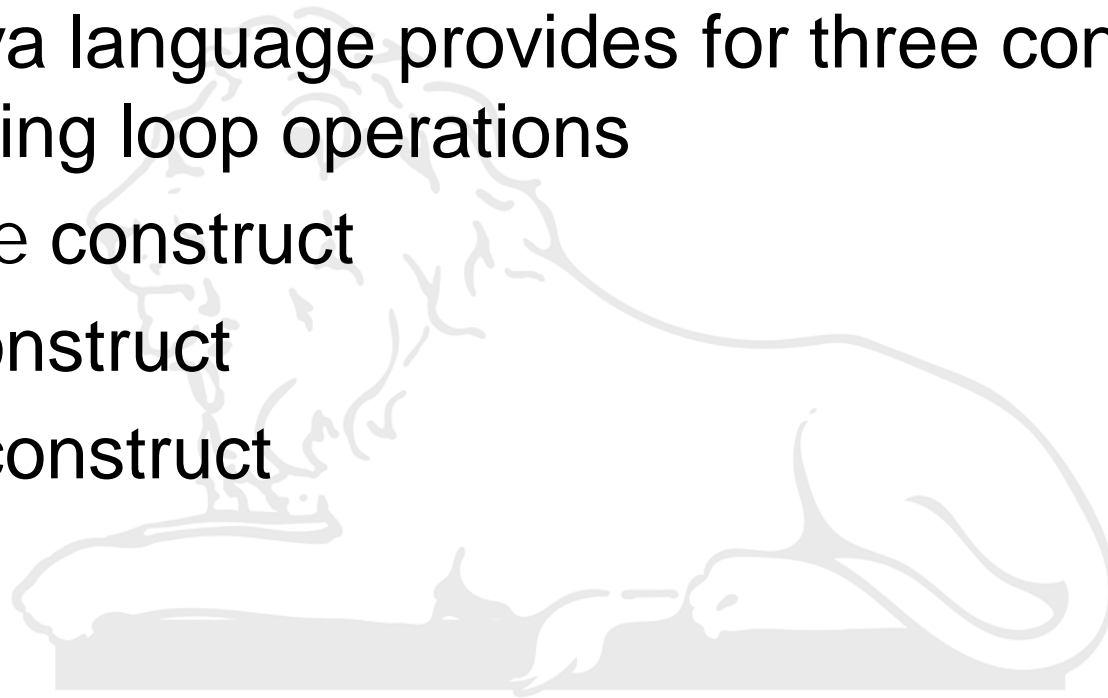 va language provides for three con
ing loop operations
e construct
onstruct
construct